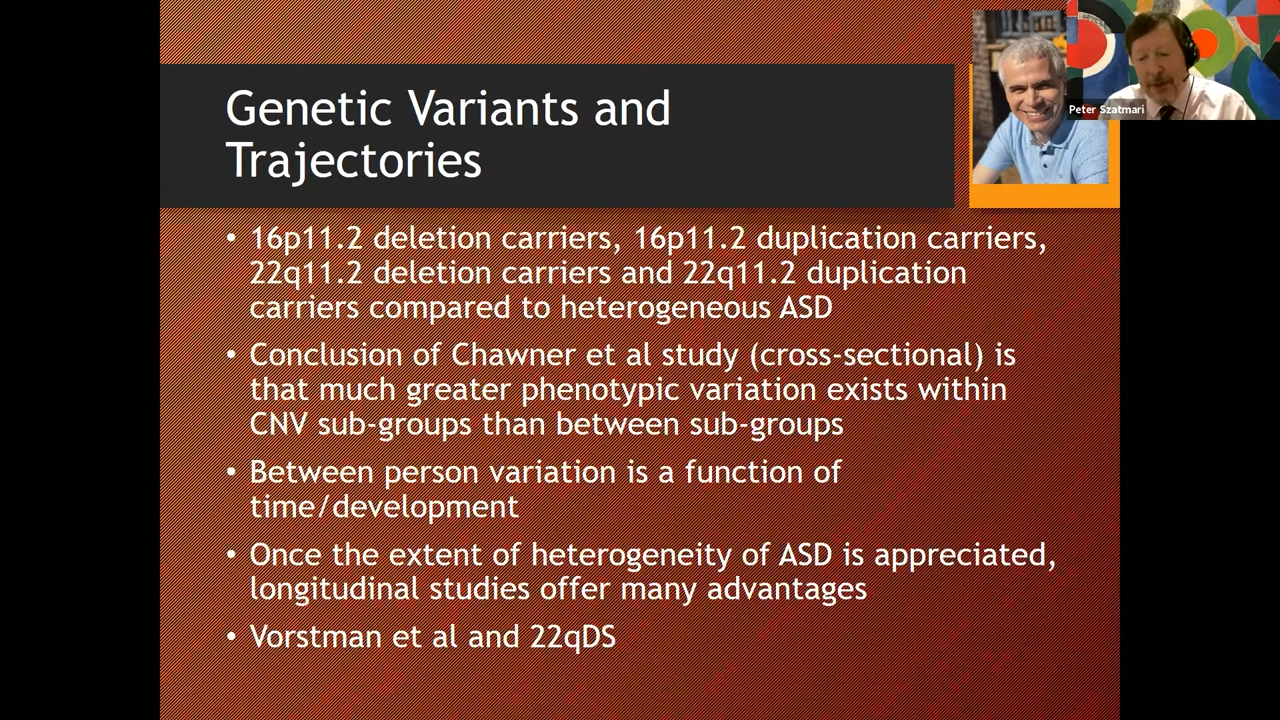 Genetic Variants and
Trajectories
Peter Szatmari
• 16p11.2 deletion carriers, 16p11.2 duplication carriers,
22q11.2 deletion carriers and 22q11.2 duplication
carriers compared to heterogeneous ASD
• Conclusion of Chawner et al study (cross-sectional) is
that much greater phenotypic variation exists within
CNV sub-groups than between sub-groups
• Between person variation is a function of
time/development
• Once the extent of heterogeneity of ASD is appreciated,
longitudinal studies offer many advantages
• Vorstman et al and 22qDS